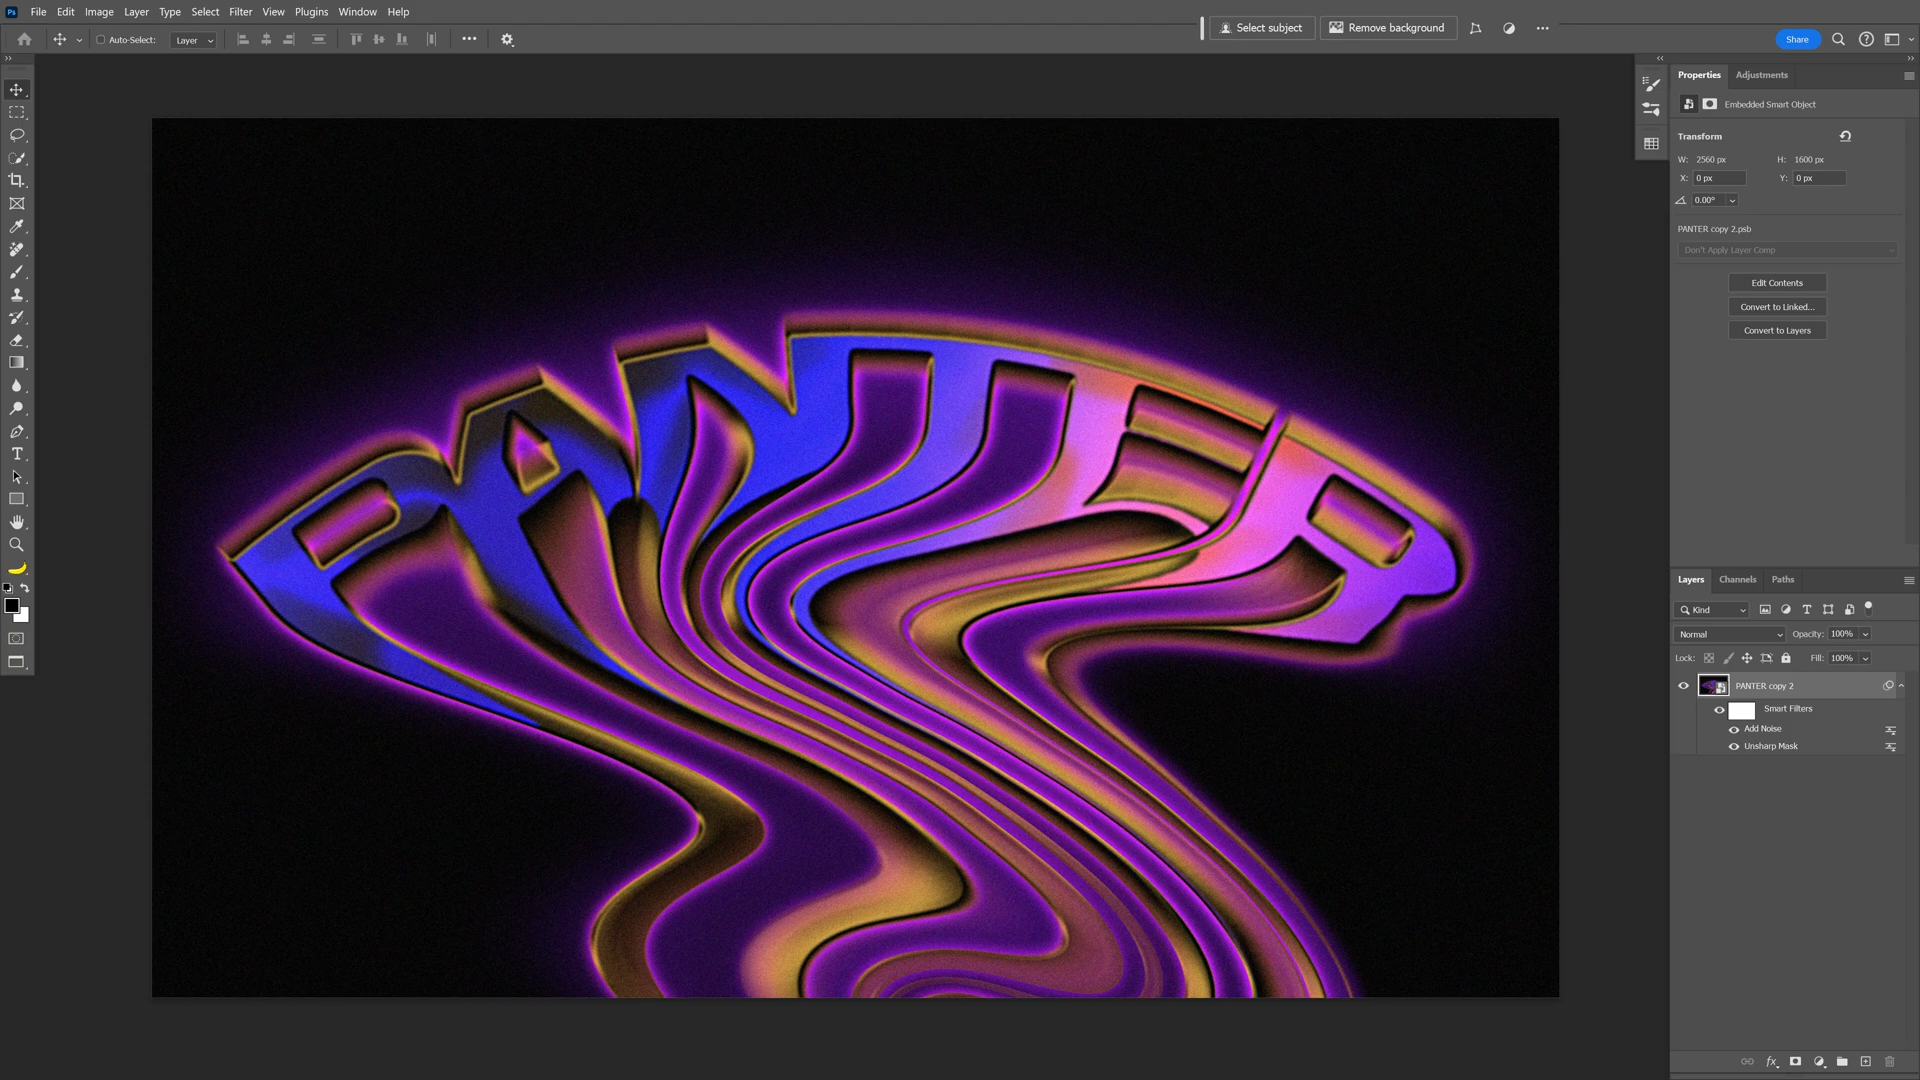 Ps File Edit Image Layer Type Select Filter View Plugins Window Help
Auto-Select: Layer
Select subject Remove background
Share
Properties Adjustments
Embedded Smart Object
Transform
W: 2560 px H: 1600 px
X: 0 px Y: 0 px
0.00°
PANTER copy 2.psb
Don't Apply Layer Comp
Edit Contents
Convert to Linked...
Convert to Layers
PANTER
Layers Channels Paths
Kind
Normal Opacity: 100%
Lock: Fill: 100%
PANTER copy 2
Smart Filters
Add Noise
Unsharp Mask
fx